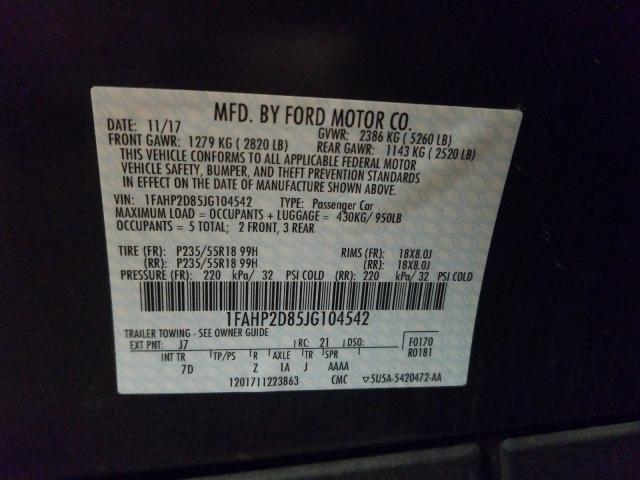 MFD. BY FORD MOTOR CO.
DATE: 11/17 GVWR: 2386 KG ( 5260 LB)
FRONT GAWR: 1279 KG ( 2820 LB) REAR GAWR: 1143 KG ( 2520 LB)
THIS VEHICLE CONFORMS TO ALL APPLICABLE FEDERAL MOTOR
VEHICLE SAFETY, BUMPER, AND THEFT PREVENTION STANDARDS
IN EFFECT ON THE DATE OF MANUFACTURE SHOWN ABOVE.
VIN: 1FAHP2D85JG104542 TYPE: Passenger Car
MAXIMUM LOAD = OCCUPANTS + LUGGAGE = 430KG/ 950LB
OCCUPANTS = 5 TOTAL; 2 FRONT, 3 REAR
TIRE (FR): P235/55R18 99H RIMS (FR): 18X8.0J
(RR): P235/55R18 99H (RR): 18X8.0J
PRESSURE (FR): 220 kPa/ 32 PSI COLD (RR): 220 kPa/ 32 PSI COLD
1FAHP2D85JG104542
TRAILER TOWING - SEE OWNER GUIDE
EXT PNT: J7 RC: 21 DSO: F0170
INT TR TP/PS R AXLE TR SPR R0181
7D Z 1A J AAAA
1201711223863 CMC ▽5U5A-5420472-AA